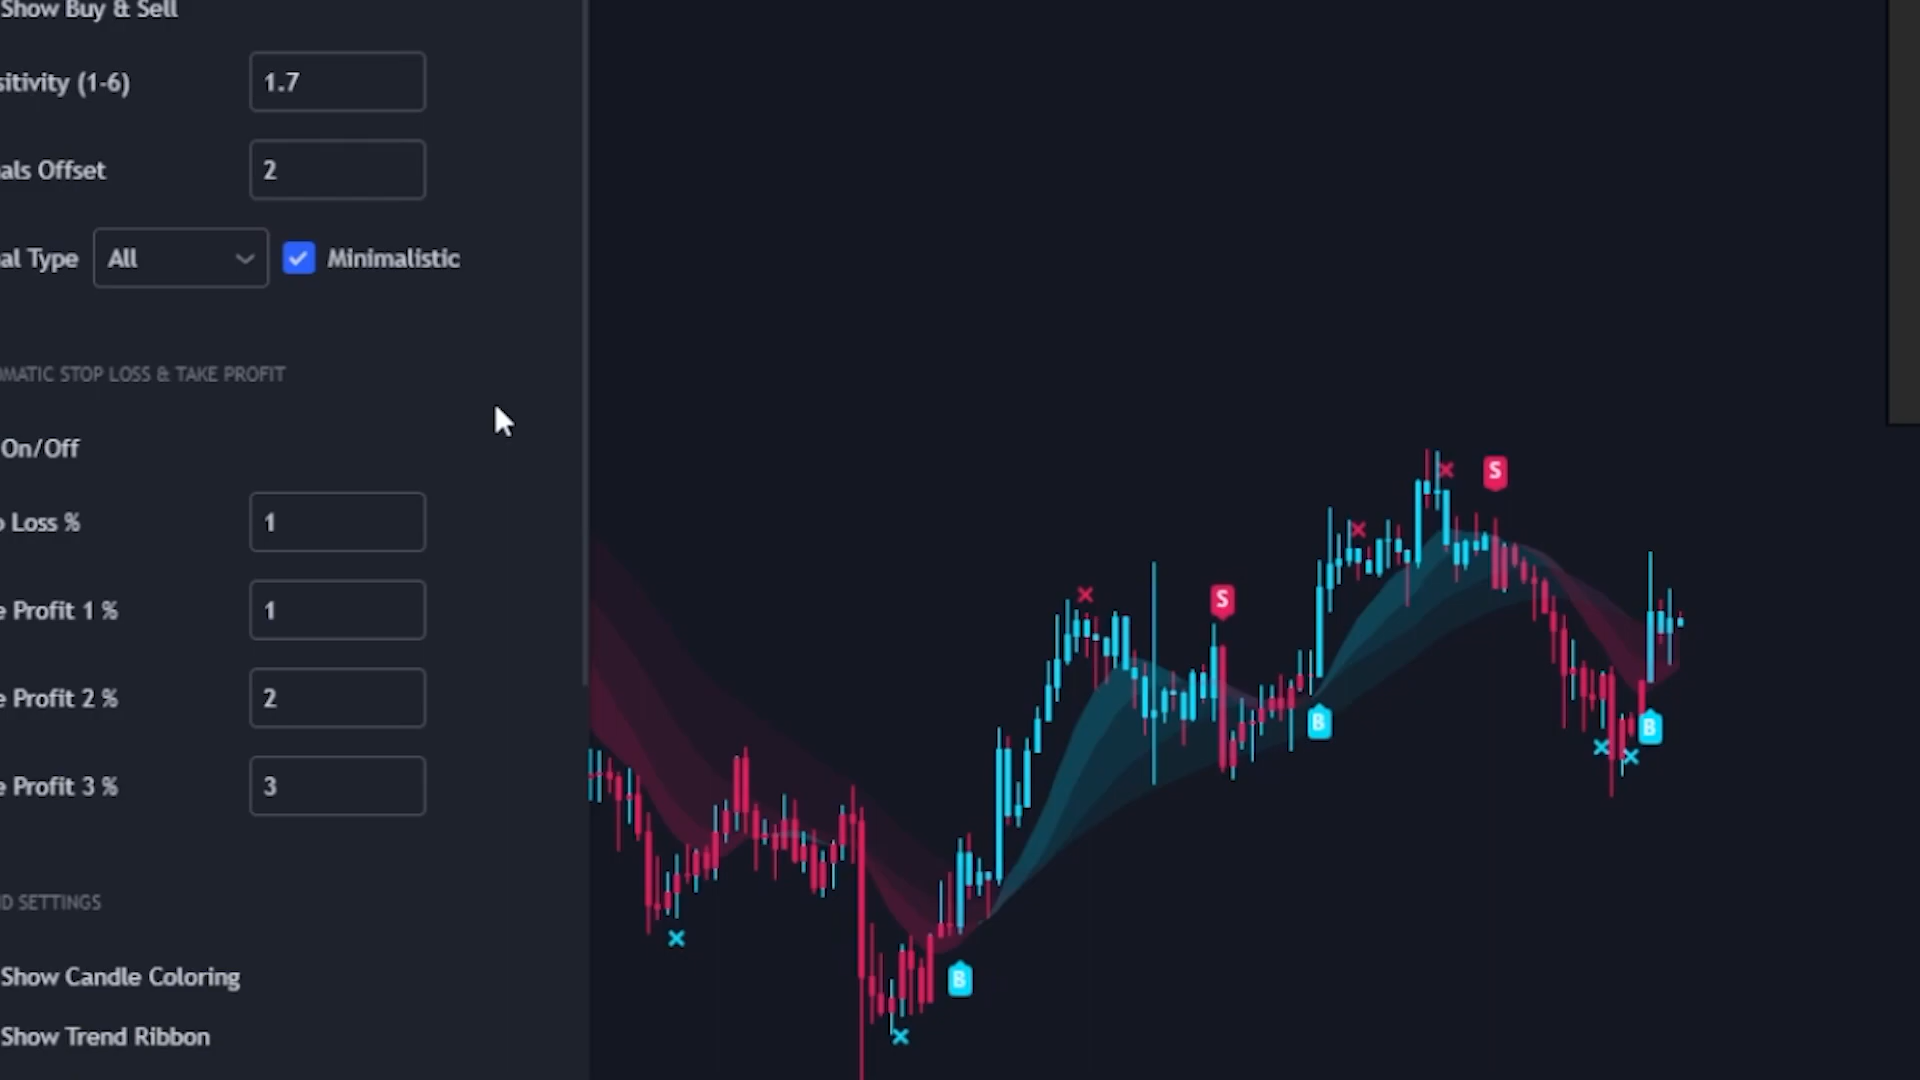 Show Buy & Sell
sitivity (1-6) 1.7
als Offset 2
al Type All Minimalistic
OMATIC STOP LOSS & TAKE PROFIT
On/Off
Loss % 1
e Profit 1 % 1
e Profit 2 % 2
e Profit 3 % 3
D SETTINGS
Show Candle Coloring
Show Trend Ribbon
S
S
B
B
B